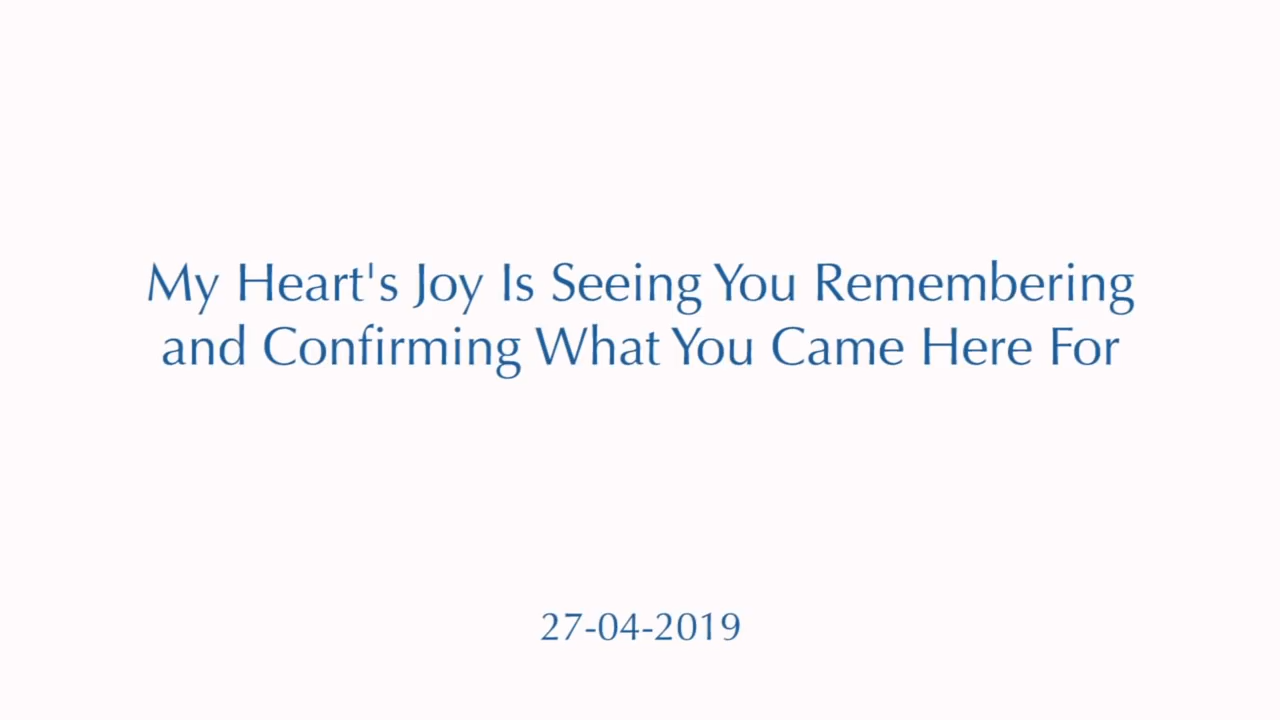 My Heart's Joy Is Seeing You Remembering
and Confirming What You Came Here For
27-04-2019